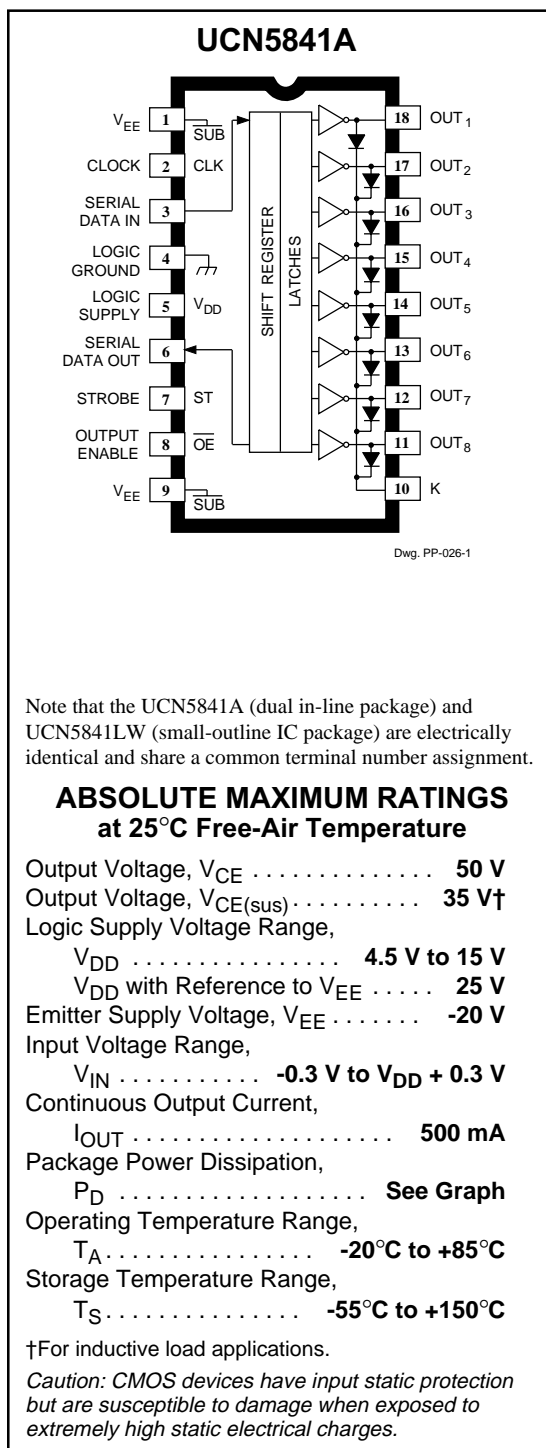 UCN5841A
V_EE 1 SUB 18 OUT₁
CLOCK 2 CLK 17 OUT₂
SERIAL DATA IN 3 16 OUT₃
LOGIC GROUND 4 15 OUT₄
LOGIC SUPPLY 5 V_DD 14 OUT₅
SERIAL DATA OUT 6 13 OUT₆
STROBE 7 ST 12 OUT₇
OUTPUT ENABLE 8 OE 11 OUT₈
V_EE 9 SUB 10 K
SHIFT REGISTER
LATCHES
Dwg. PP-026-1
Note that the UCN5841A (dual in-line package) and
UCN5841LW (small-outline IC package) are electrically
identical and share a common terminal number assignment.
ABSOLUTE MAXIMUM RATINGS
at 25°C Free-Air Temperature
Output Voltage, V_CE . . . . . . . . . . . . . . 50 V
Output Voltage, V_CE(sus) . . . . . . . . . . 35 V†
Logic Supply Voltage Range,
V_DD . . . . . . . . . . . . . . . . 4.5 V to 15 V
V_DD with Reference to V_EE . . . . . 25 V
Emitter Supply Voltage, V_EE . . . . . . . -20 V
Input Voltage Range,
V_IN . . . . . . . . . . . -0.3 V to V_DD + 0.3 V
Continuous Output Current,
I_OUT . . . . . . . . . . . . . . . . . . . . . 500 mA
Package Power Dissipation,
P_D . . . . . . . . . . . . . . . . . . . . See Graph
Operating Temperature Range,
T_A . . . . . . . . . . . . . . . . . -20°C to +85°C
Storage Temperature Range,
T_S . . . . . . . . . . . . . . . -55°C to +150°C
†For inductive load applications.
Caution: CMOS devices have input static protection
but are susceptible to damage when exposed to
extremely high static electrical charges.